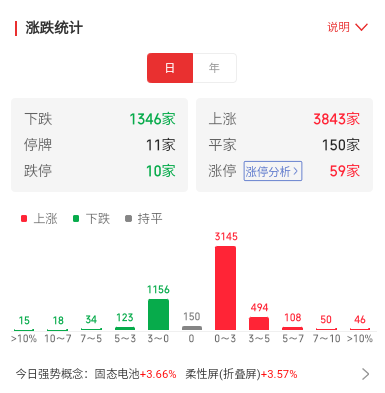 涨跌统计 说明
日 年
下跌 1346家 上涨 3843家
停牌 11家 平家 150家
跌停 10家 涨停 涨停分析 59家
上涨 下跌 持平
3145
1156
494
15 18 34 123 150 108 50 46
>10% 10~7 7~5 5~3 3~0 0 0~3 3~5 5~7 7~10 >10%
今日强势概念：固态电池+3.66% 柔性屏(折叠屏)+3.57%